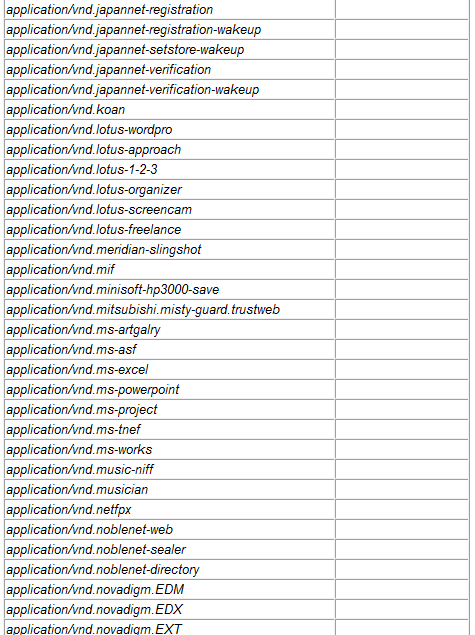 application/vnd.japannet-registration
application/vnd.japannet-registration-wakeup
application/vnd.japannet-setstore-wakeup
application/vnd.japannet-verification
application/vnd.japannet-verification-wakeup
application/vnd.koan
application/vnd.lotus-wordpro
application/vnd.lotus-approach
application/vnd.lotus-1-2-3
application/vnd.lotus-organizer
application/vnd.lotus-screencam
application/vnd.lotus-freelance
application/vnd.meridian-slingshot
application/vnd.mif
application/vnd.minisoft-hp3000-save
application/vnd.mitsubishi.misty-guard.trustweb
application/vnd.ms-artgalry
application/vnd.ms-asf
application/vnd.ms-excel
application/vnd.ms-powerpoint
application/vnd.ms-project
application/vnd.ms-tnef
application/vnd.ms-works
application/vnd.music-niff
application/vnd.musician
application/vnd.netfpx
application/vnd.noblenet-web
application/vnd.noblenet-sealer
application/vnd.noblenet-directory
application/vnd.novadigm.EDM
application/vnd.novadigm.EDX
application/vnd.novadigm.EXT